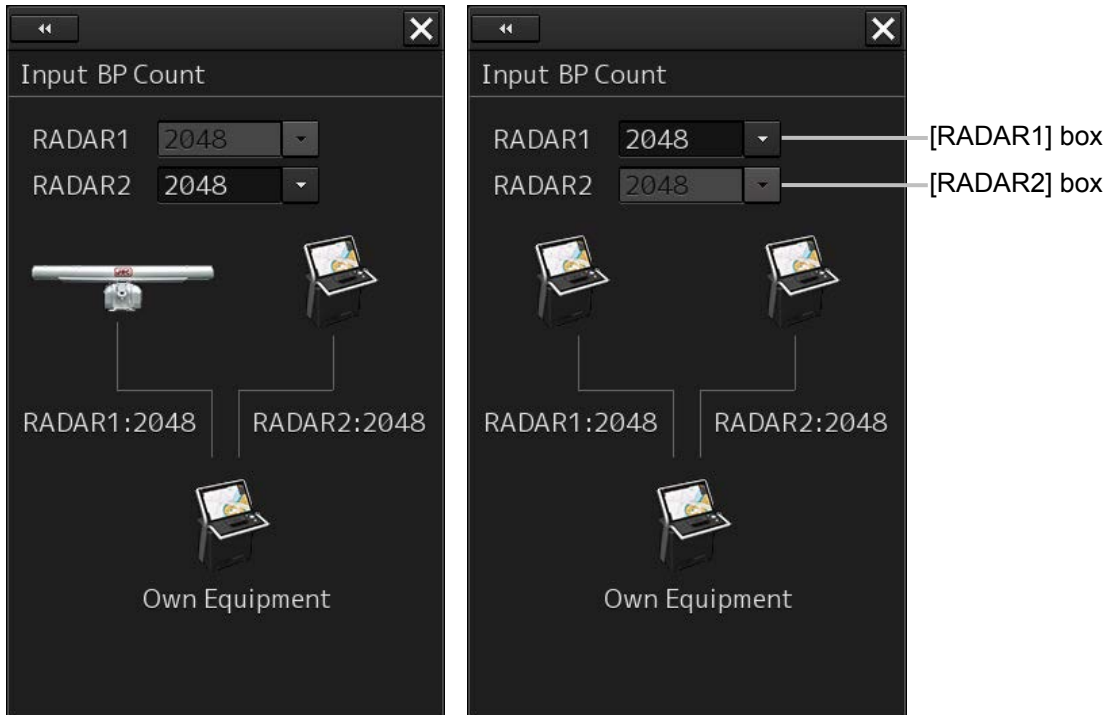 Input BP Count
RADAR1 2048
RADAR2 2048
JRC
RADAR1:2048 RADAR2:2048
Own Equipment
Input BP Count
RADAR1 2048 [RADAR1] box
RADAR2 2048 [RADAR2] box
RADAR1:2048 RADAR2:2048
Own Equipment